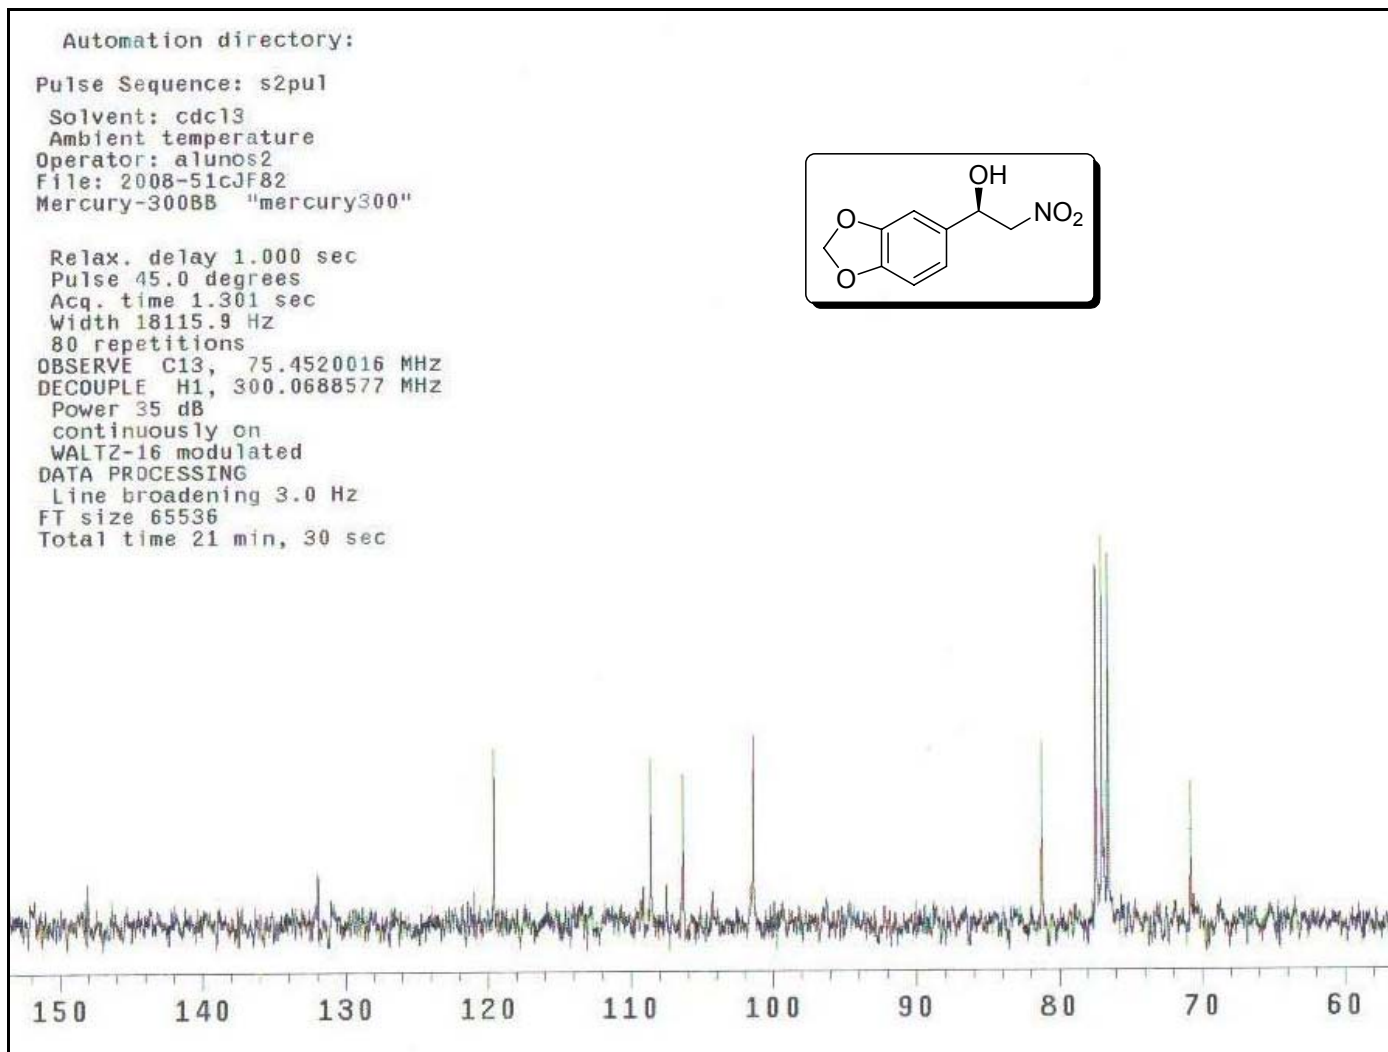 Automation directory:
Pulse Sequence: s2pul
Solvent: cdcl3
Ambient temperature
Operator: alunos2
File: 2008-51cJF82
Mercury-300BB "mercury300"
Relax. delay 1.000 sec
Pulse 45.0 degrees
Acq. time 1.301 sec
Width 18115.9 Hz
80 repetitions
OBSERVE C13, 75.4520016 MHz
DECOUPLE H1, 300.0688577 MHz
Power 35 dB
continuously on
WALTZ-16 modulated
DATA PROCESSING
Line broadening 3.0 Hz
FT size 65536
Total time 21 min, 30 sec
OH
NO2
O
O
150 140 130 120 110 100 90 80 70 60